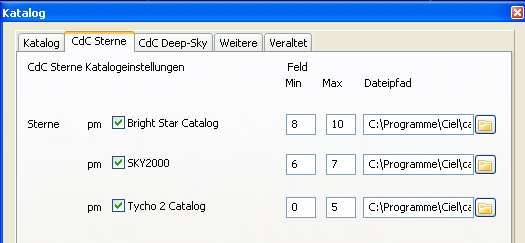 Katalog
Katalog CdC Sterne CdC Deep-Sky Weitere Veraltet
CdC Sterne Katalogeinstellungen Feld
Min Max Dateipfad
Sterne pm Bright Star Catalog 8 10 C:\Programme\Ciel\ca
pm SKY2000 6 7 C:\Programme\Ciel\ca
pm Tycho 2 Catalog 0 5 C:\Programme\Ciel\ca